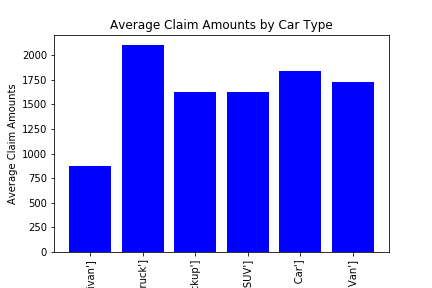 Average Claim Amounts by Car Type
Average Claim Amounts
2000
1750
1500
1250
1000
750
500
250
0
ivan']
ruck']
kup']
SUV']
Car']
Van']